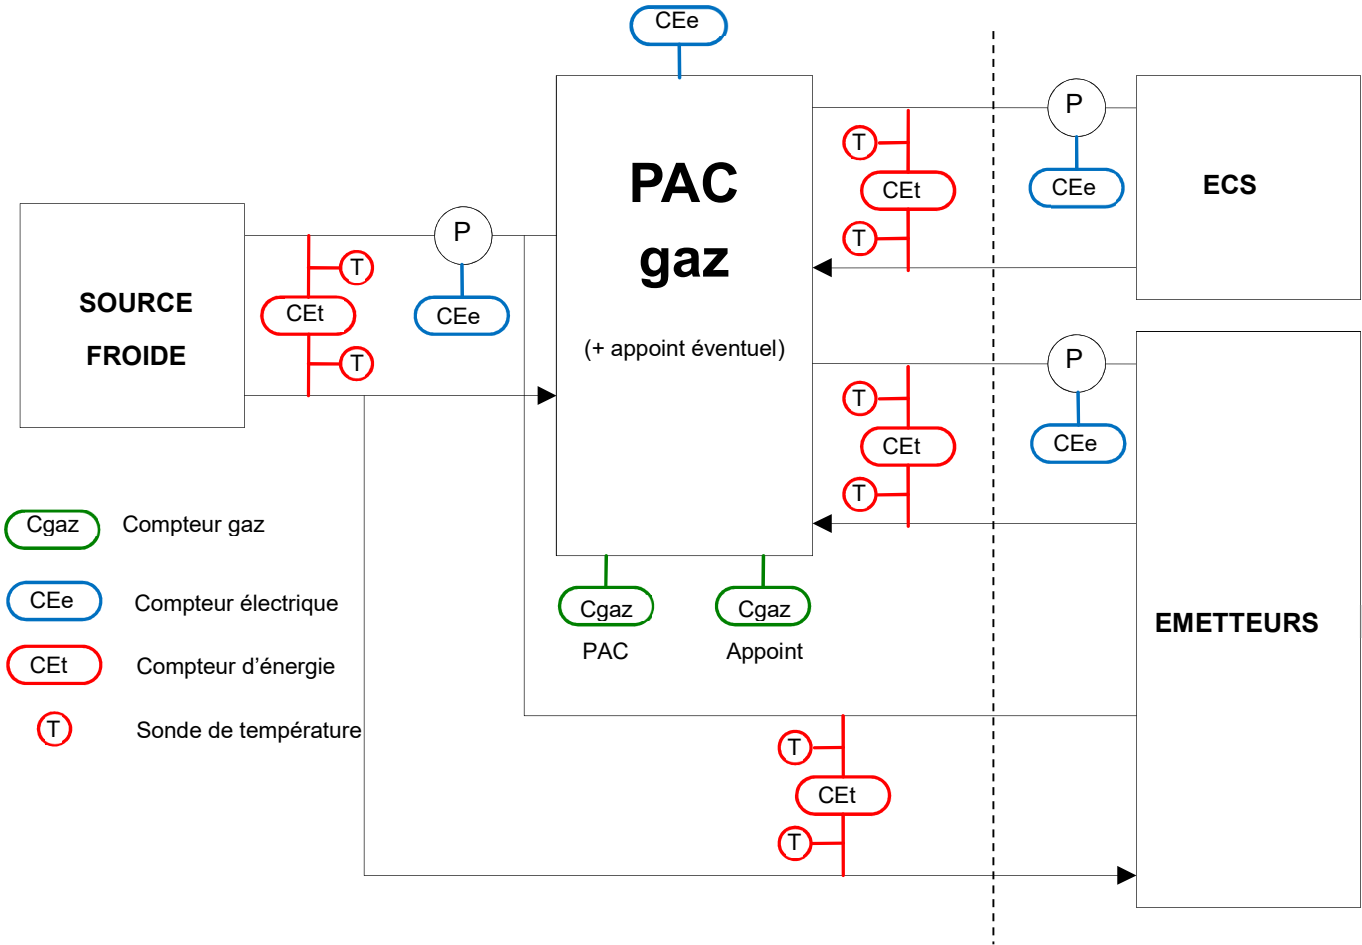 CEe
PAC
gaz
(+ appoint éventuel)
P
T
CEt
T
CEe
ECS
SOURCE
FROIDE
T
CEt
T
P
CEe
T
CEt
T
P
CEe
EMETTEURS
Cgaz
PAC
Cgaz
Appoint
Cgaz Compteur gaz
CEe Compteur électrique
CEt Compteur d’énergie
T Sonde de température
T
CEt
T